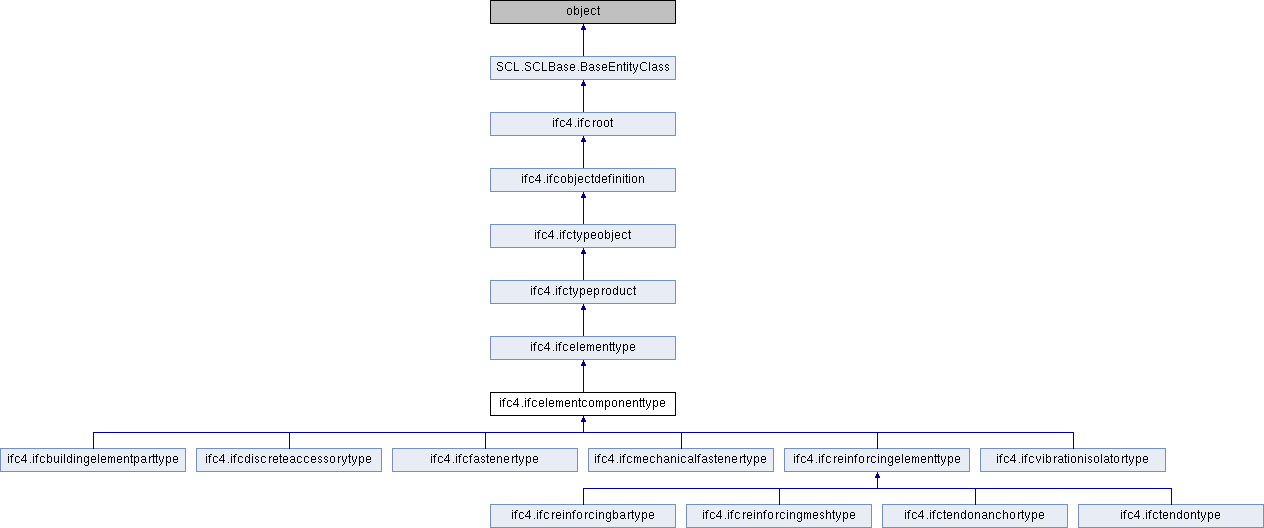 object
SCL.SCLBase.BaseEntityClass
ifc4.ifcroot
ifc4.ifcobjectdefinition
ifc4.ifctypeobject
ifc4.ifctypeproduct
ifc4.ifcelementtype
ifc4.ifcelementcomponenttype
ifc4.ifcbuildingelementparttype
ifc4.ifcdiscreteaccessorytype
ifc4.ifcfastenertype
ifc4.ifcmechanicalfastenertype
ifc4.ifcreinforcingelementtype
ifc4.ifcvibrationisolatortype
ifc4.ifcreinforcingbartype
ifc4.ifcreinforcingmeshtype
ifc4.ifctendonanchortype
ifc4.ifctendontype